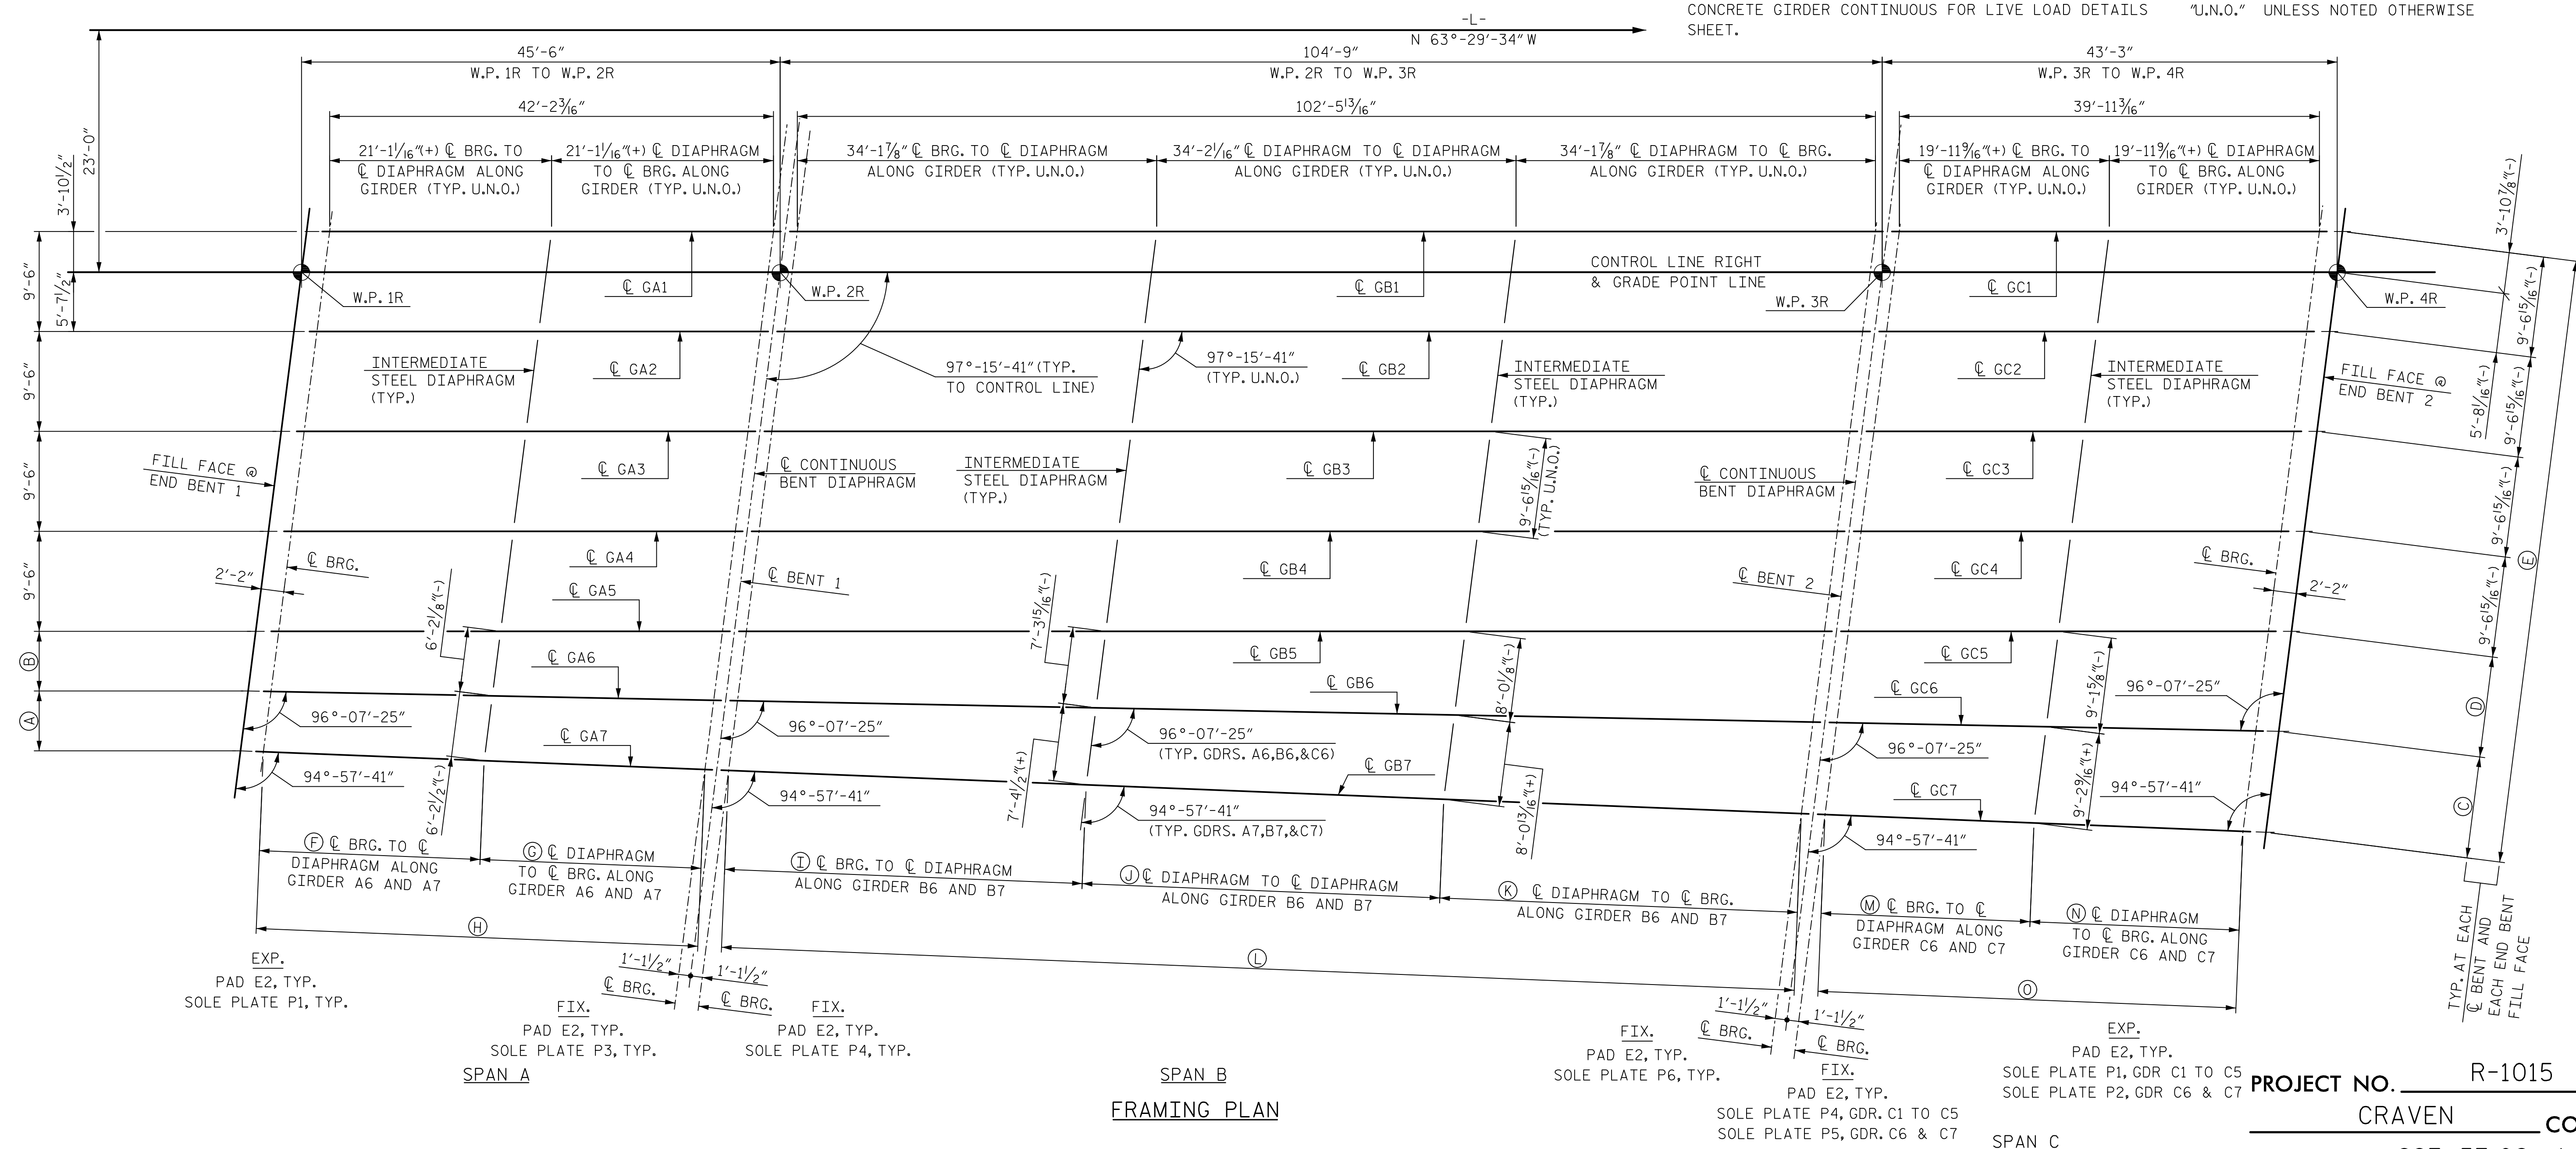 CONCRETE GIRDER CONTINUOUS FOR LIVE LOAD DETAILS
SHEET.
"U.N.O." UNLESS NOTED OTHERWISE
-L-
N 63°-29'-34" W
23'-0"
45'-6"
W.P. 1R TO W.P. 2R
104'-9"
W.P. 2R TO W.P. 3R
43'-3"
W.P. 3R TO W.P. 4R
42'-2 3/16"
102'-5 13/16"
39'-11 3/16"
21'-1 1/16"(+) ℄ BRG. TO
℄ DIAPHRAGM ALONG
GIRDER (TYP. U.N.O.)
21'-1 1/16"(+) ℄ DIAPHRAGM
TO ℄ BRG. ALONG
GIRDER (TYP. U.N.O.)
34'-1 7/8" ℄ BRG. TO ℄ DIAPHRAGM
ALONG GIRDER (TYP. U.N.O.)
34'-2 1/16" ℄ DIAPHRAGM TO ℄ DIAPHRAGM
ALONG GIRDER (TYP. U.N.O.)
34'-1 7/8" ℄ DIAPHRAGM TO ℄ BRG.
ALONG GIRDER (TYP. U.N.O.)
19'-11 9/16"(+) ℄ BRG. TO
℄ DIAPHRAGM ALONG
GIRDER (TYP. U.N.O.)
19'-11 9/16"(+) ℄ DIAPHRAGM
TO ℄ BRG. ALONG
GIRDER (TYP. U.N.O.)
3'-10 1/2"
5'-7 1/2"
9'-6"
9'-6"
9'-6"
9'-6"
B
A
3'-10 7/8"(-)
5'-8 1/16"(-)
9'-6 15/16"(-)
9'-6 15/16"(-)
9'-6 15/16"(-)
9'-6 15/16"(-)
9'-6 15/16"(-)
E
D
C
W.P. 1R
℄ GA1
W.P. 2R
℄ GB1
CONTROL LINE RIGHT
& GRADE POINT LINE
W.P. 3R
℄ GC1
W.P. 4R
INTERMEDIATE
STEEL DIAPHRAGM
(TYP.)
℄ GA2
97°-15'-41" (TYP.
TO CONTROL LINE)
97°-15'-41"
(TYP. U.N.O.)
℄ GB2
INTERMEDIATE
STEEL DIAPHRAGM
(TYP.)
℄ GC2
INTERMEDIATE
STEEL DIAPHRAGM
(TYP.)
FILL FACE @
END BENT 2
FILL FACE @
END BENT 1
℄ GA3
℄ CONTINUOUS
BENT DIAPHRAGM
INTERMEDIATE
STEEL DIAPHRAGM
(TYP.)
℄ GB3
9'-6 15/16"(-)
(TYP. U.N.O.)
℄ CONTINUOUS
BENT DIAPHRAGM
℄ GC3
2'-2"
℄ BRG.
℄ GA4
℄ BENT 1
℄ GB4
℄ BENT 2
℄ GC4
℄ BRG.
2'-2"
℄ GA5
6'-2 1/8"(-)
7'-3 15/16"(-)
℄ GB5
8'-0 1/8"(-)
℄ GC5
9'-1 5/8"(-)
℄ GA6
℄ GB6
℄ GC6
96°-07'-25"
96°-07'-25"
96°-07'-25"
96°-07'-25"
(TYP. GDRS. A6,B6,&C6)
96°-07'-25"
℄ GA7
℄ GB7
℄ GC7
94°-57'-41"
6'-2 1/2"(-)
94°-57'-41"
7'-4 1/2"(+)
94°-57'-41"
(TYP. GDRS. A7,B7,&C7)
8'-0 13/16"(+)
94°-57'-41"
9'-2 9/16"(+)
94°-57'-41"
F ℄ BRG. TO ℄
DIAPHRAGM ALONG
GIRDER A6 AND A7
G ℄ DIAPHRAGM
TO ℄ BRG. ALONG
GIRDER A6 AND A7
I ℄ BRG. TO ℄ DIAPHRAGM
ALONG GIRDER B6 AND B7
J ℄ DIAPHRAGM TO ℄ DIAPHRAGM
ALONG GIRDER B6 AND B7
K ℄ DIAPHRAGM TO ℄ BRG.
ALONG GIRDER B6 AND B7
M ℄ BRG. TO ℄
DIAPHRAGM ALONG
GIRDER C6 AND C7
N ℄ DIAPHRAGM
TO ℄ BRG. ALONG
GIRDER C6 AND C7
TYP. AT EACH
℄ BENT AND
EACH END BENT
FILL FACE
H
L
O
EXP.
PAD E2, TYP.
SOLE PLATE P1, TYP.
1'-1 1/2"
1'-1 1/2"
℄ BRG.
℄ BRG.
FIX.
PAD E2, TYP.
SOLE PLATE P3, TYP.
FIX.
PAD E2, TYP.
SOLE PLATE P4, TYP.
1'-1 1/2"
1'-1 1/2"
℄ BRG.
℄ BRG.
FIX.
PAD E2, TYP.
SOLE PLATE P6, TYP.
FIX.
PAD E2, TYP.
SOLE PLATE P4, GDR. C1 TO C5
SOLE PLATE P5, GDR. C6 & C7
EXP.
PAD E2, TYP.
SOLE PLATE P1, GDR C1 TO C5
SOLE PLATE P2, GDR C6 & C7
SPAN A
SPAN B
SPAN C
FRAMING PLAN
PROJECT NO. R-1015
CRAVEN CO